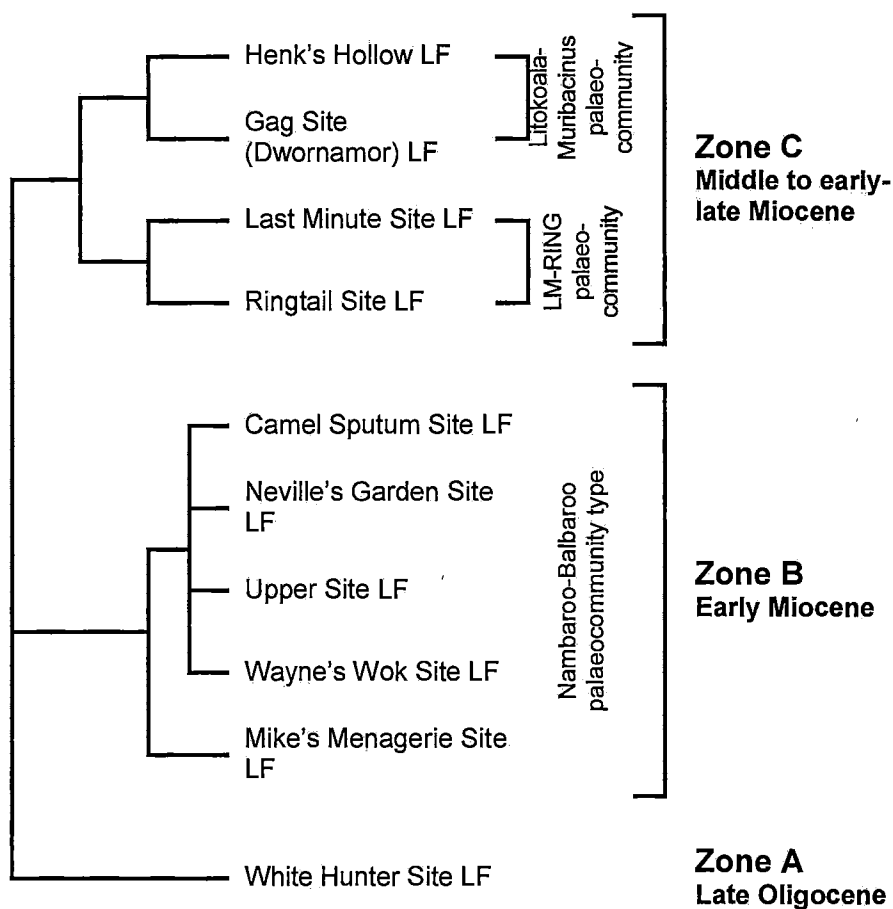 Henk's Hollow LF
Gag Site
(Dwornamor) LF
Last Minute Site LF
Ringtail Site LF
Litokoala-
Muribacinus
palaeo-
community
LM-RING
palaeo-
community
Zone C
Middle to early-
late Miocene
Camel Sputum Site LF
Neville's Garden Site
LF
Upper Site LF
Wayne's Wok Site LF
Mike's Menagerie Site
LF
Nambaroo-Balbaroo
palaeocommunity type
Zone B
Early Miocene
White Hunter Site LF
Zone A
Late Oligocene